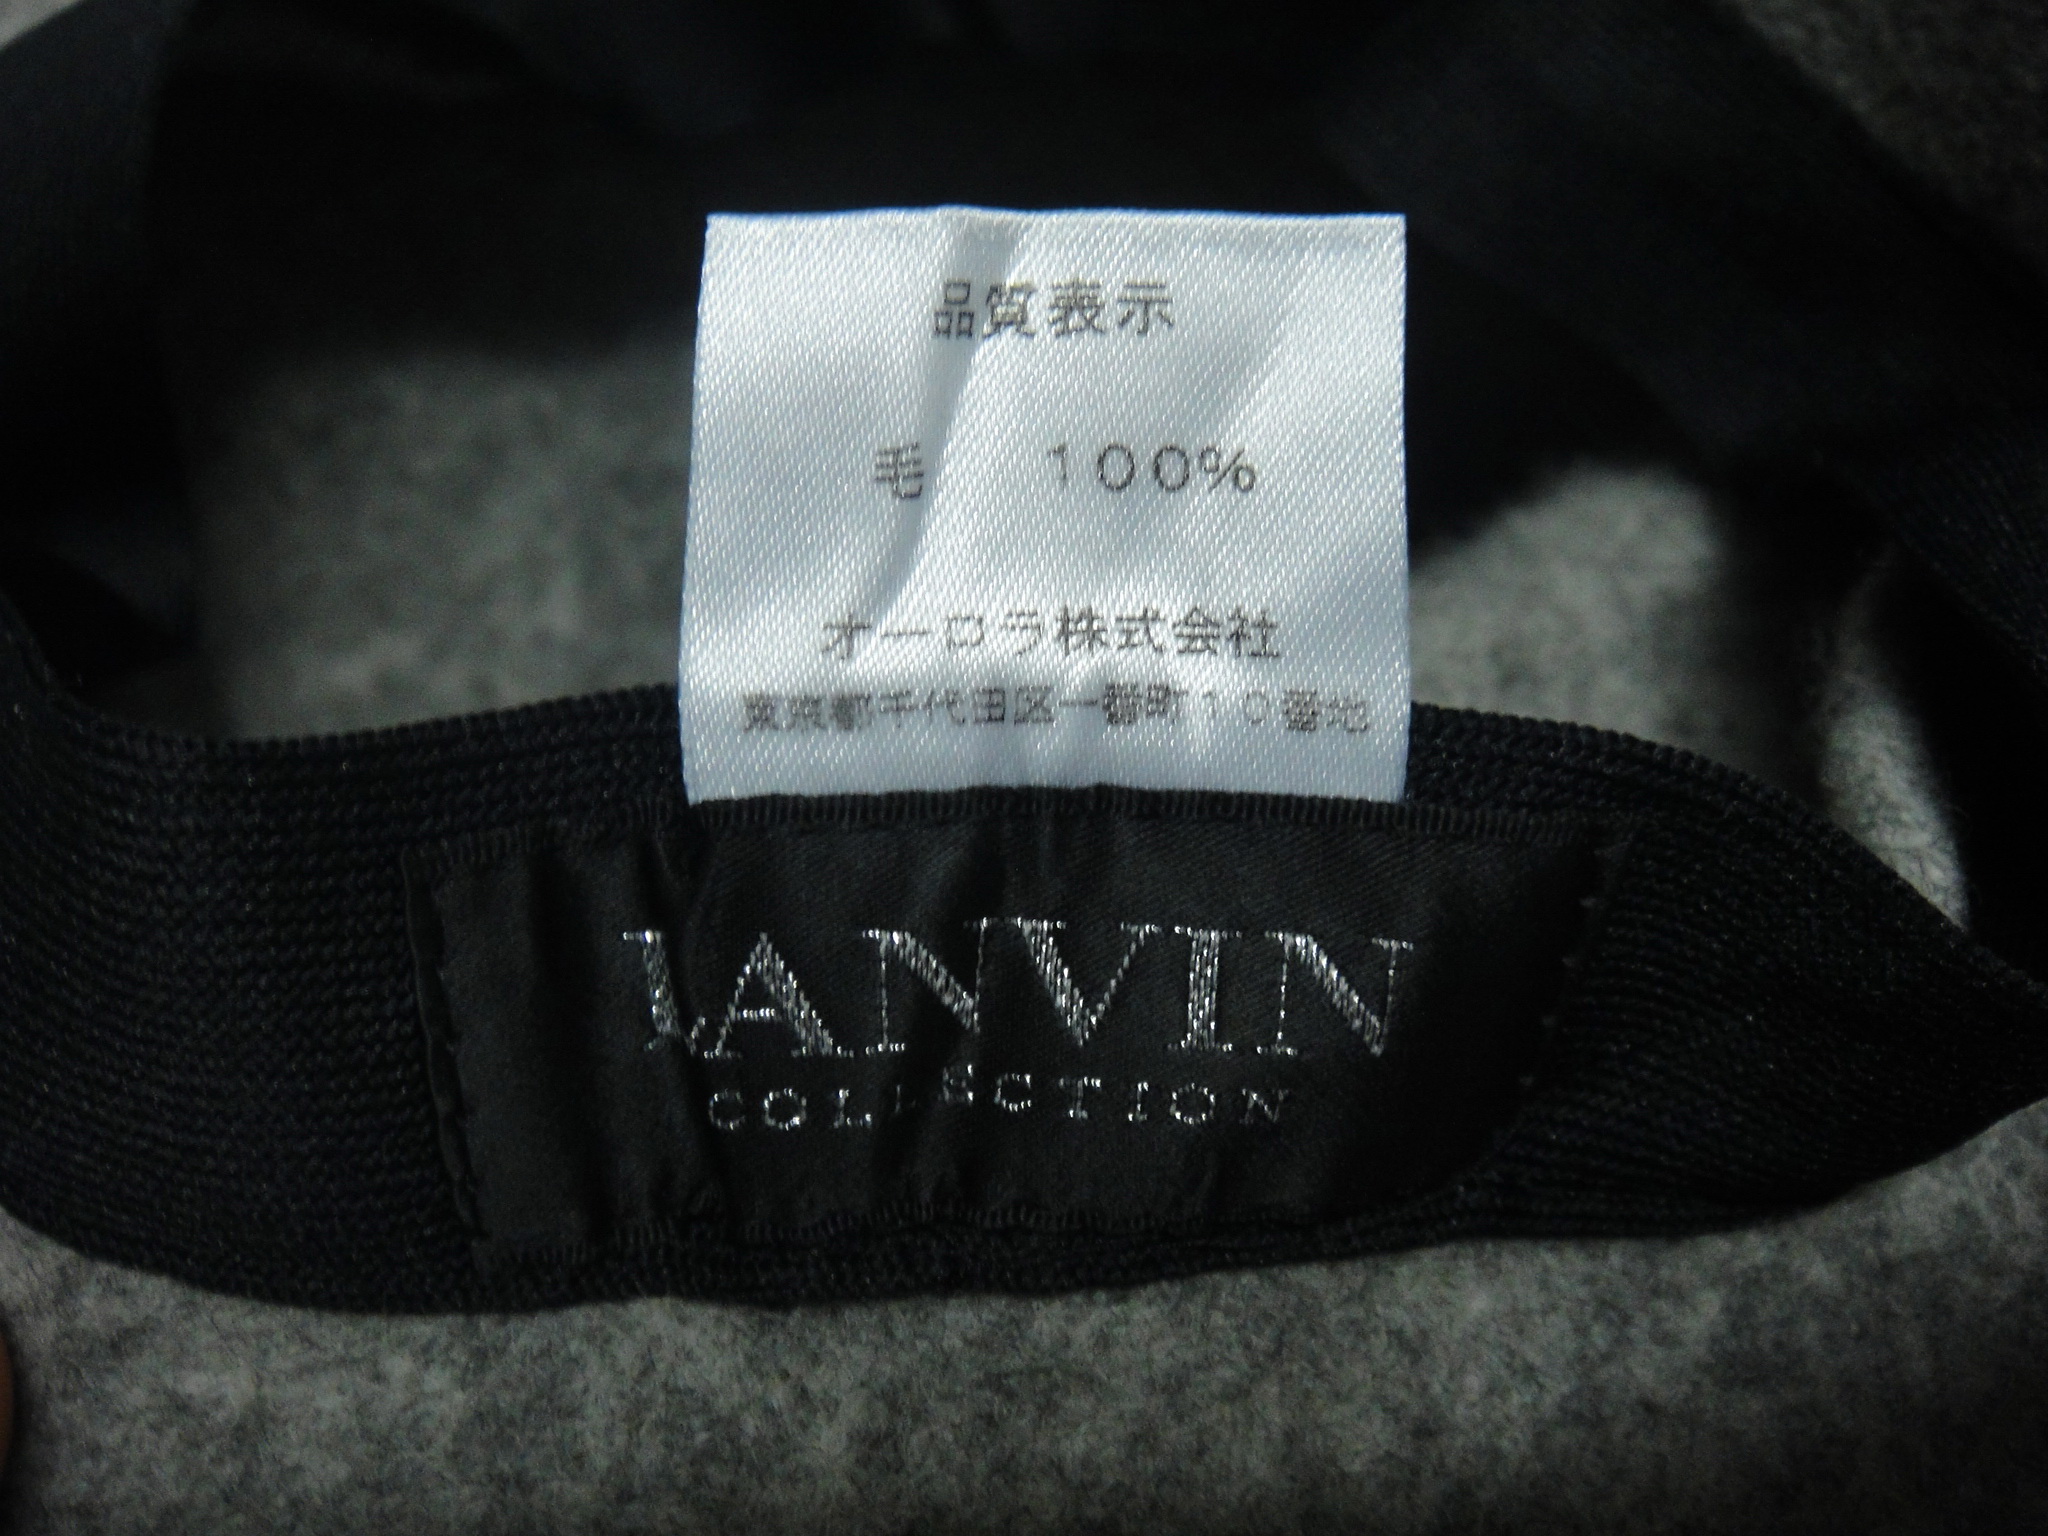 品質表示
毛 100%
オーロラ株式会社
東京都千代田区一番町10番地
LANVIN
COLLECTION